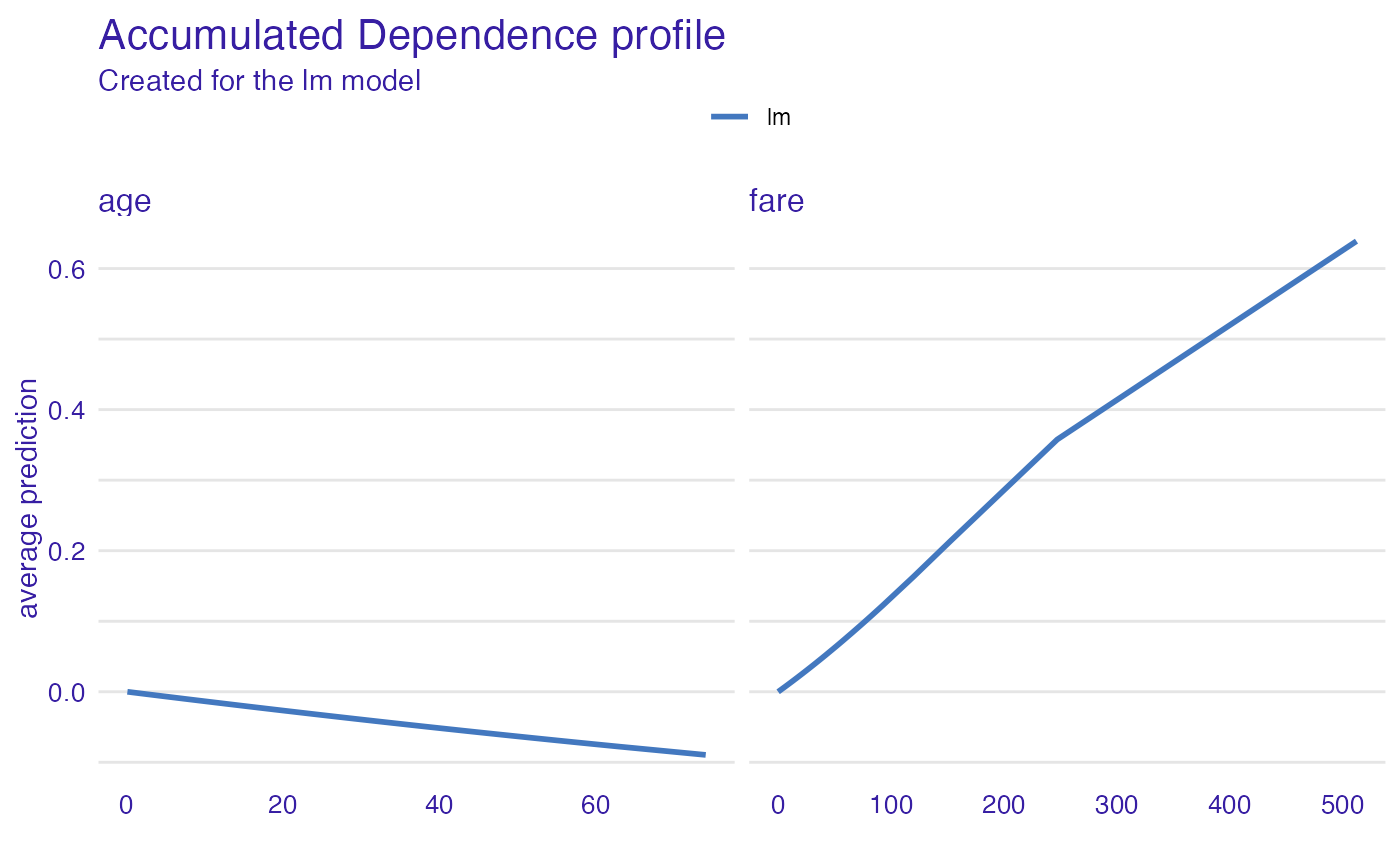 Accumulated Dependence profile
Created for the lm model
lm
age
fare
average prediction
0.6
0.4
0.2
0.0
0 20 40 60
0 100 200 300 400 500